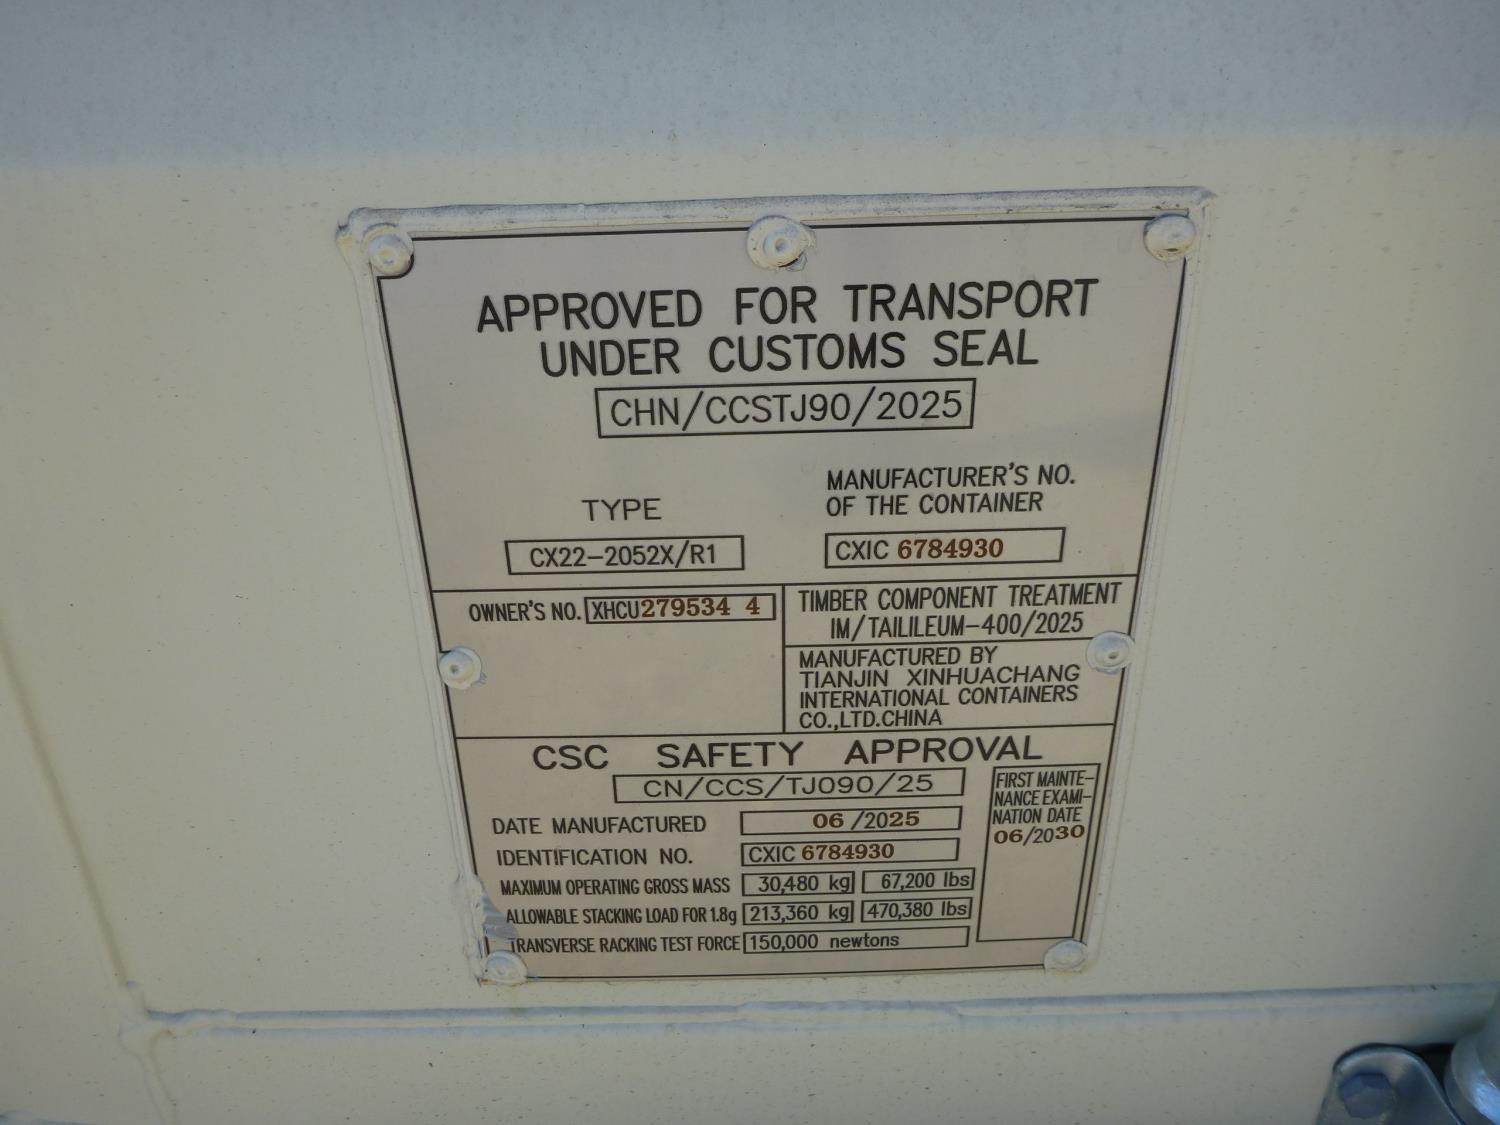 APPROVED FOR TRANSPORT
UNDER CUSTOMS SEAL
CHN/CCSTJ90/2025
TYPE
CX22-2052X/R1
MANUFACTURER'S NO.
OF THE CONTAINER
CXIC 6784930
OWNER'S NO. XHCU279534 4
TIMBER COMPONENT TREATMENT
IM/TAILILEUM-400/2025
MANUFACTURED BY
TIANJIN XINHUACHANG
INTERNATIONAL CONTAINERS
CO.,LTD.CHINA
CSC SAFETY APPROVAL
CN/CCS/TJ090/25
DATE MANUFACTURED 06/2025
IDENTIFICATION NO. CXIC 6784930
MAXIMUM OPERATING GROSS MASS 30,480 kg 67,200 lbs
ALLOWABLE STACKING LOAD FOR 1.8g 213,360 kg 470,380 lbs
TRANSVERSE RACKING TEST FORCE 150,000 newtons
FIRST MAINTE-
NANCE EXAMI-
NATION DATE
06/2030